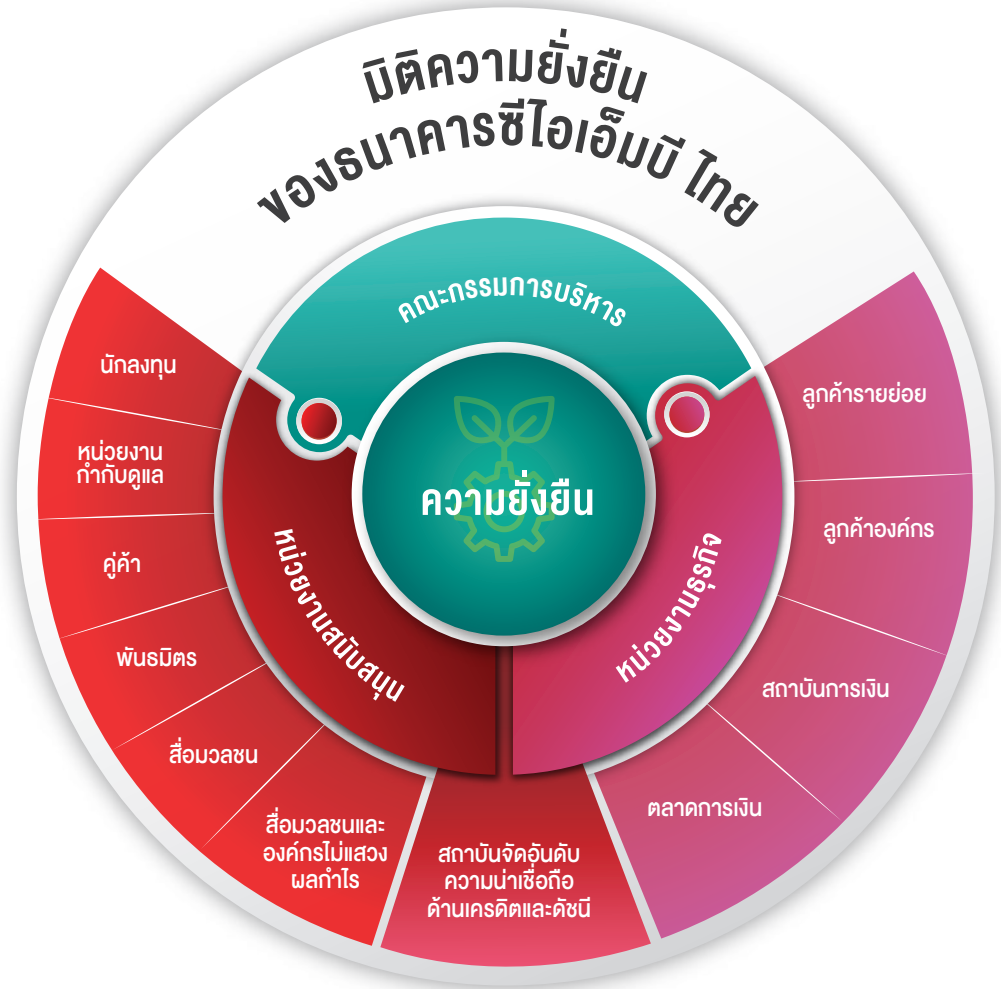 มิติความยั่งยืน
ของธนาคารซีไอเอ็มบี ไทย
คณะกรรมการบริหาร
ความยั่งยืน
หน่วยงานสนับสนุน
หน่วยงานธุรกิจ
นักลงทุน
หน่วยงาน
กำกับดูแล
คู่ค้า
พันธมิตร
สื่อมวลชน
สื่อมวลชนและ
องค์กรไม่แสวง
ผลกำไร
สถาบันจัดอันดับ
ความน่าเชื่อถือ
ด้านเครดิตและดัชนี
ตลาดการเงิน
สถาบันการเงิน
ลูกค้าองค์กร
ลูกค้ารายย่อย